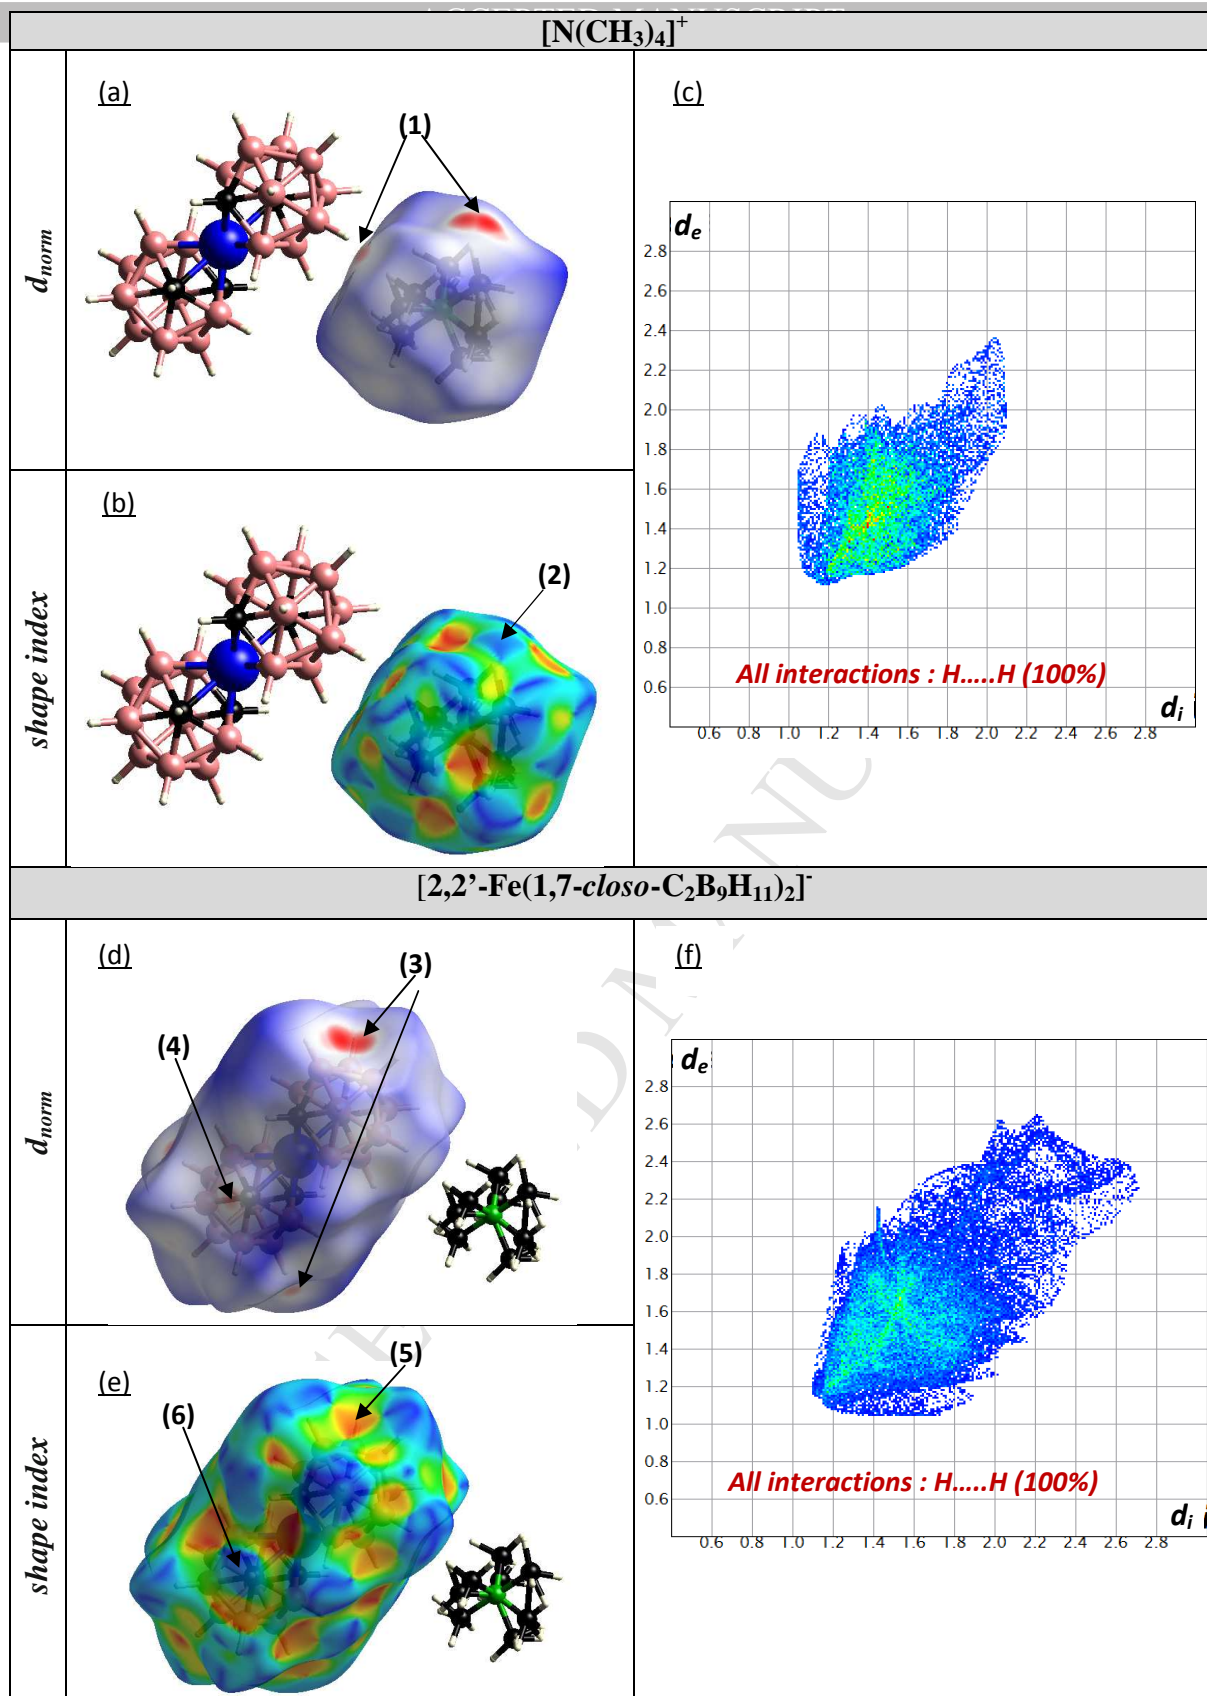 ACCEPTED MANUSCRIPT
[N(CH₃)₄]⁺
d_norm
(a)
(1)
(c)
dₑ
2.8
2.6
2.4
2.2
2.0
1.8
1.6
1.4
1.2
1.0
0.8
0.6
All interactions : H.....H (100%)
dᵢ
0.6 0.8 1.0 1.2 1.4 1.6 1.8 2.0 2.2 2.4 2.6 2.8
shape index
(b)
(2)
[2,2’-Fe(1,7-closo-C₂B₉H₁₁)₂]⁻
d_norm
(d)
(3)
(4)
(f)
dₑ
2.8
2.6
2.4
2.2
2.0
1.8
1.6
1.4
1.2
1.0
0.8
0.6
All interactions : H.....H (100%)
dᵢ
0.6 0.8 1.0 1.2 1.4 1.6 1.8 2.0 2.2 2.4 2.6 2.8
shape index
(e)
(5)
(6)